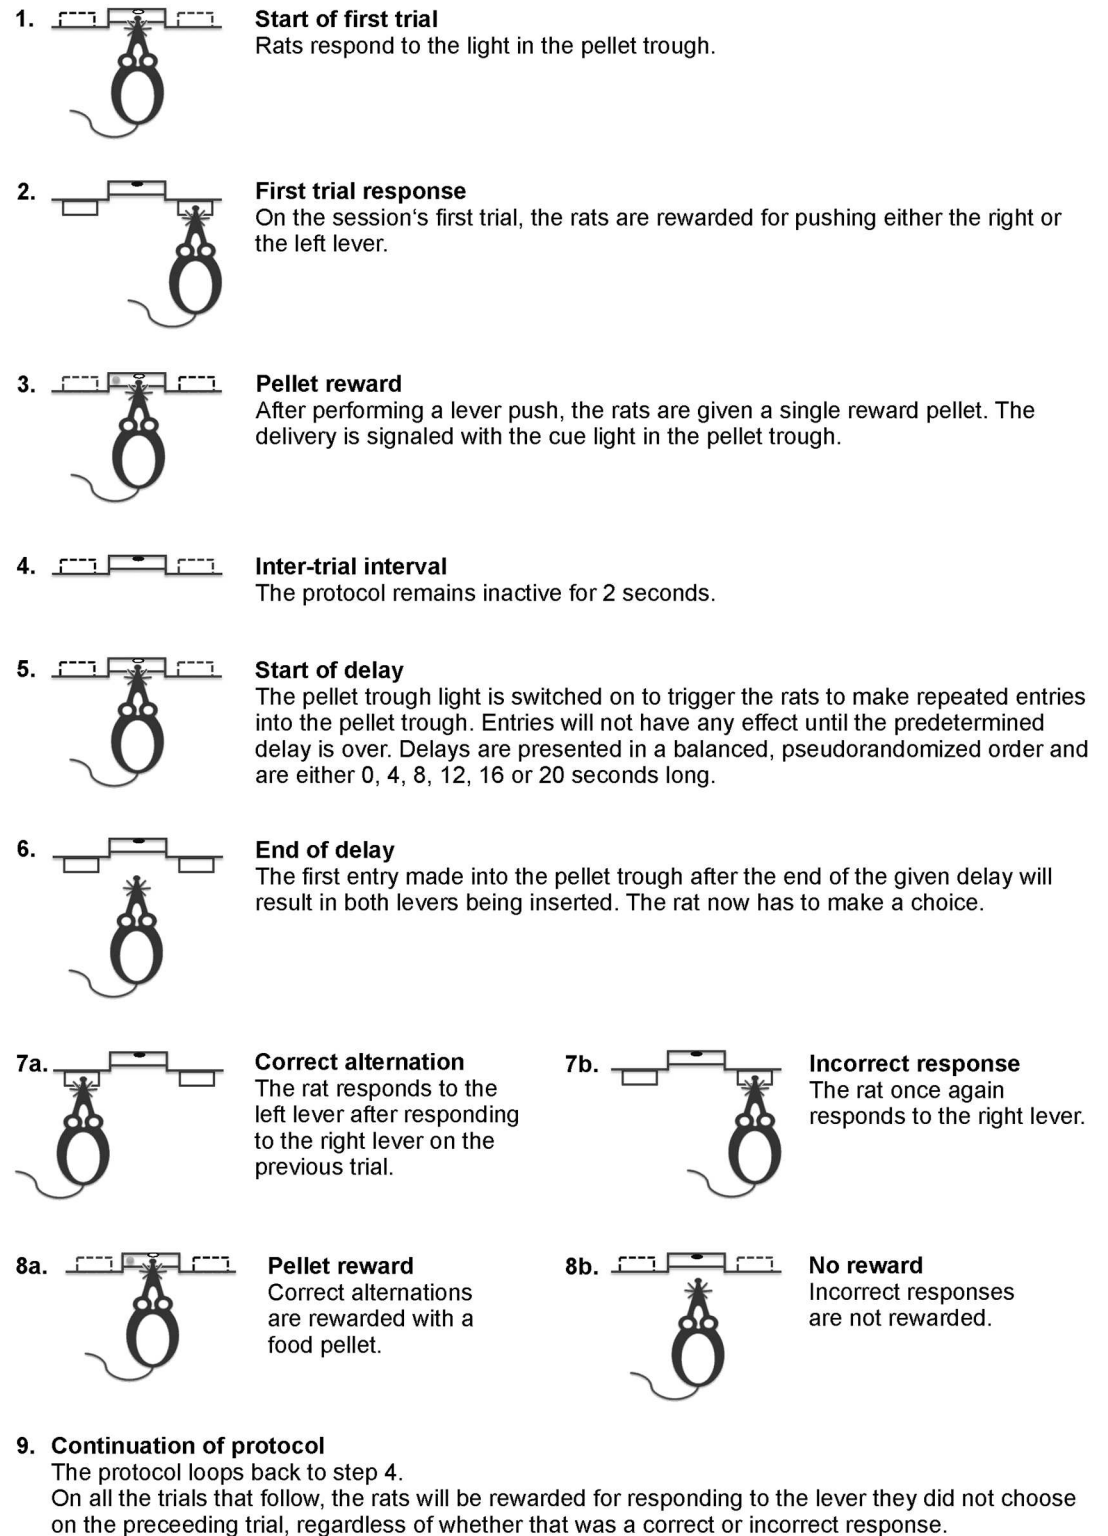 1. Start of first trial
Rats respond to the light in the pellet trough.
2. First trial response
On the session‘s first trial, the rats are rewarded for pushing either the right or
the left lever.
3. Pellet reward
After performing a lever push, the rats are given a single reward pellet. The
delivery is signaled with the cue light in the pellet trough.
4. Inter-trial interval
The protocol remains inactive for 2 seconds.
5. Start of delay
The pellet trough light is switched on to trigger the rats to make repeated entries
into the pellet trough. Entries will not have any effect until the predetermined
delay is over. Delays are presented in a balanced, pseudorandomized order and
are either 0, 4, 8, 12, 16 or 20 seconds long.
6. End of delay
The first entry made into the pellet trough after the end of the given delay will
result in both levers being inserted. The rat now has to make a choice.
7a. Correct alternation
The rat responds to the
left lever after responding
to the right lever on the
previous trial.
7b. Incorrect response
The rat once again
responds to the right lever.
8a. Pellet reward
Correct alternations
are rewarded with a
food pellet.
8b. No reward
Incorrect responses
are not rewarded.
9. Continuation of protocol
The protocol loops back to step 4.
On all the trials that follow, the rats will be rewarded for responding to the lever they did not choose
on the preceeding trial, regardless of whether that was a correct or incorrect response.